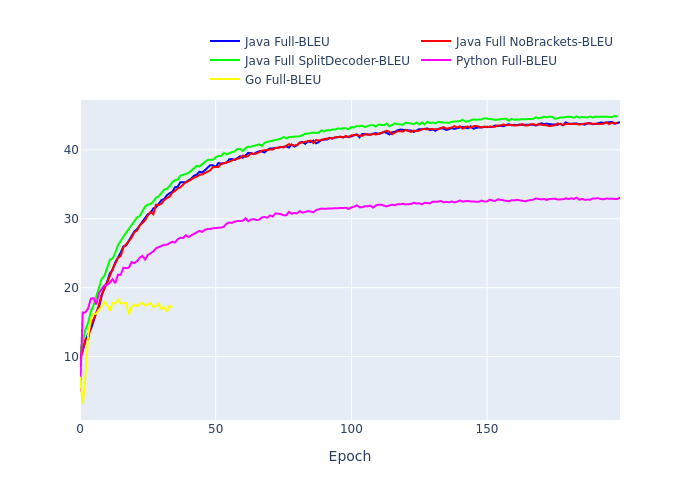 Java Full-BLEU Java Full NoBrackets-BLEU
Java Full SplitDecoder-BLEU Python Full-BLEU
Go Full-BLEU
40
30
20
10
0 50 100 150
Epoch